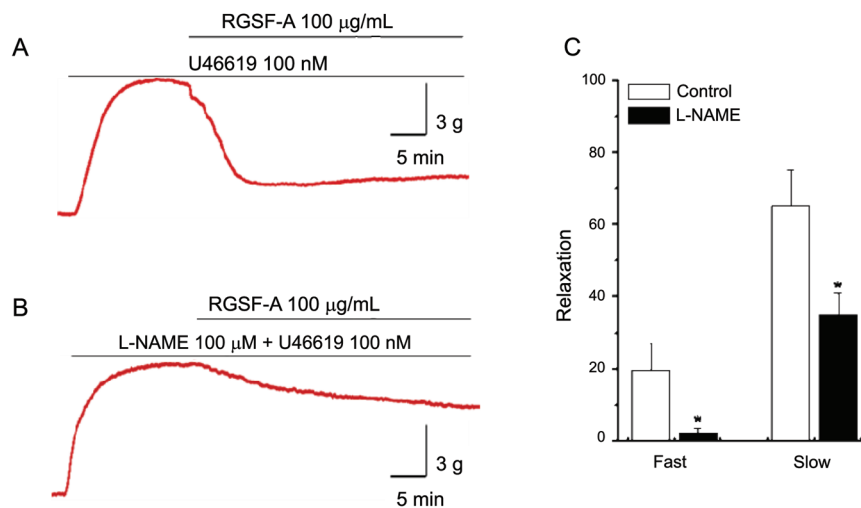 A
RGSF-A 100 μg/mL
U46619 100 nM
3 g
5 min
B
RGSF-A 100 μg/mL
L-NAME 100 μM + U46619 100 nM
3 g
5 min
C
Control
L-NAME
Relaxation
100
80
60
40
20
0
*
*
Fast Slow